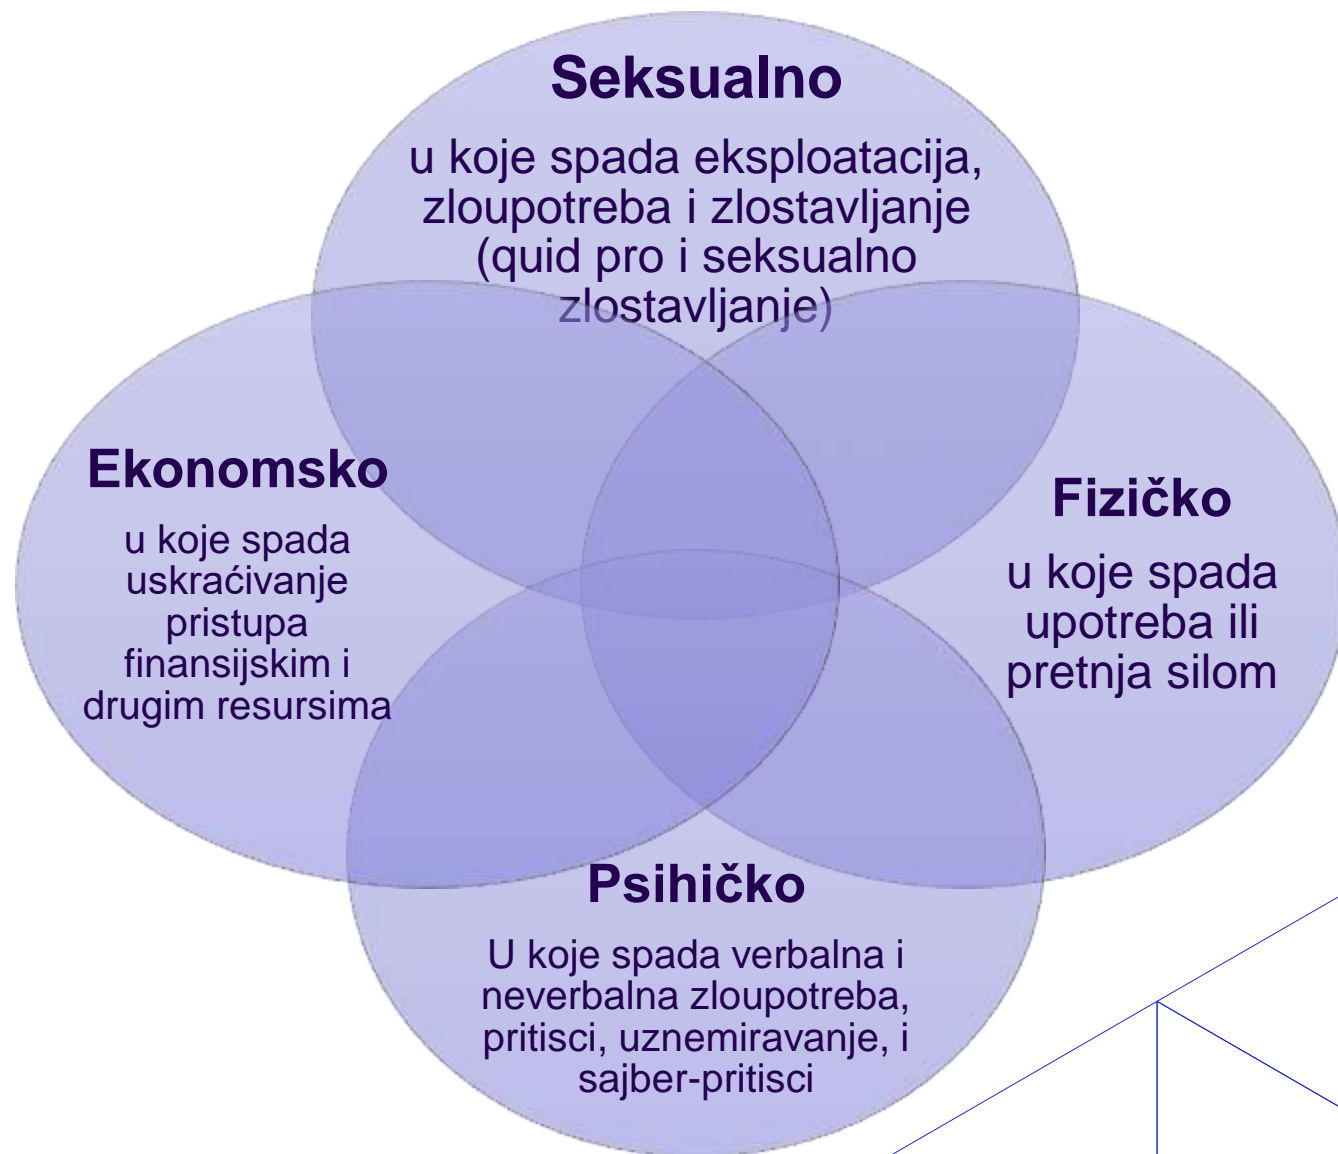 Seksualno
u koje spada eksploatacija,
zloupotreba i zlostavljanje
(quid pro i seksualno
zlostavljanje)
Ekonomsko
u koje spada
uskraćivanje
pristupa
finansijskim i
drugim resursima
Fizičko
u koje spada
upotreba ili
pretnja silom
Psihičko
U koje spada verbalna i
neverbalna zloupotreba,
pritisci, uznemiravanje, i
sajber-pritisci